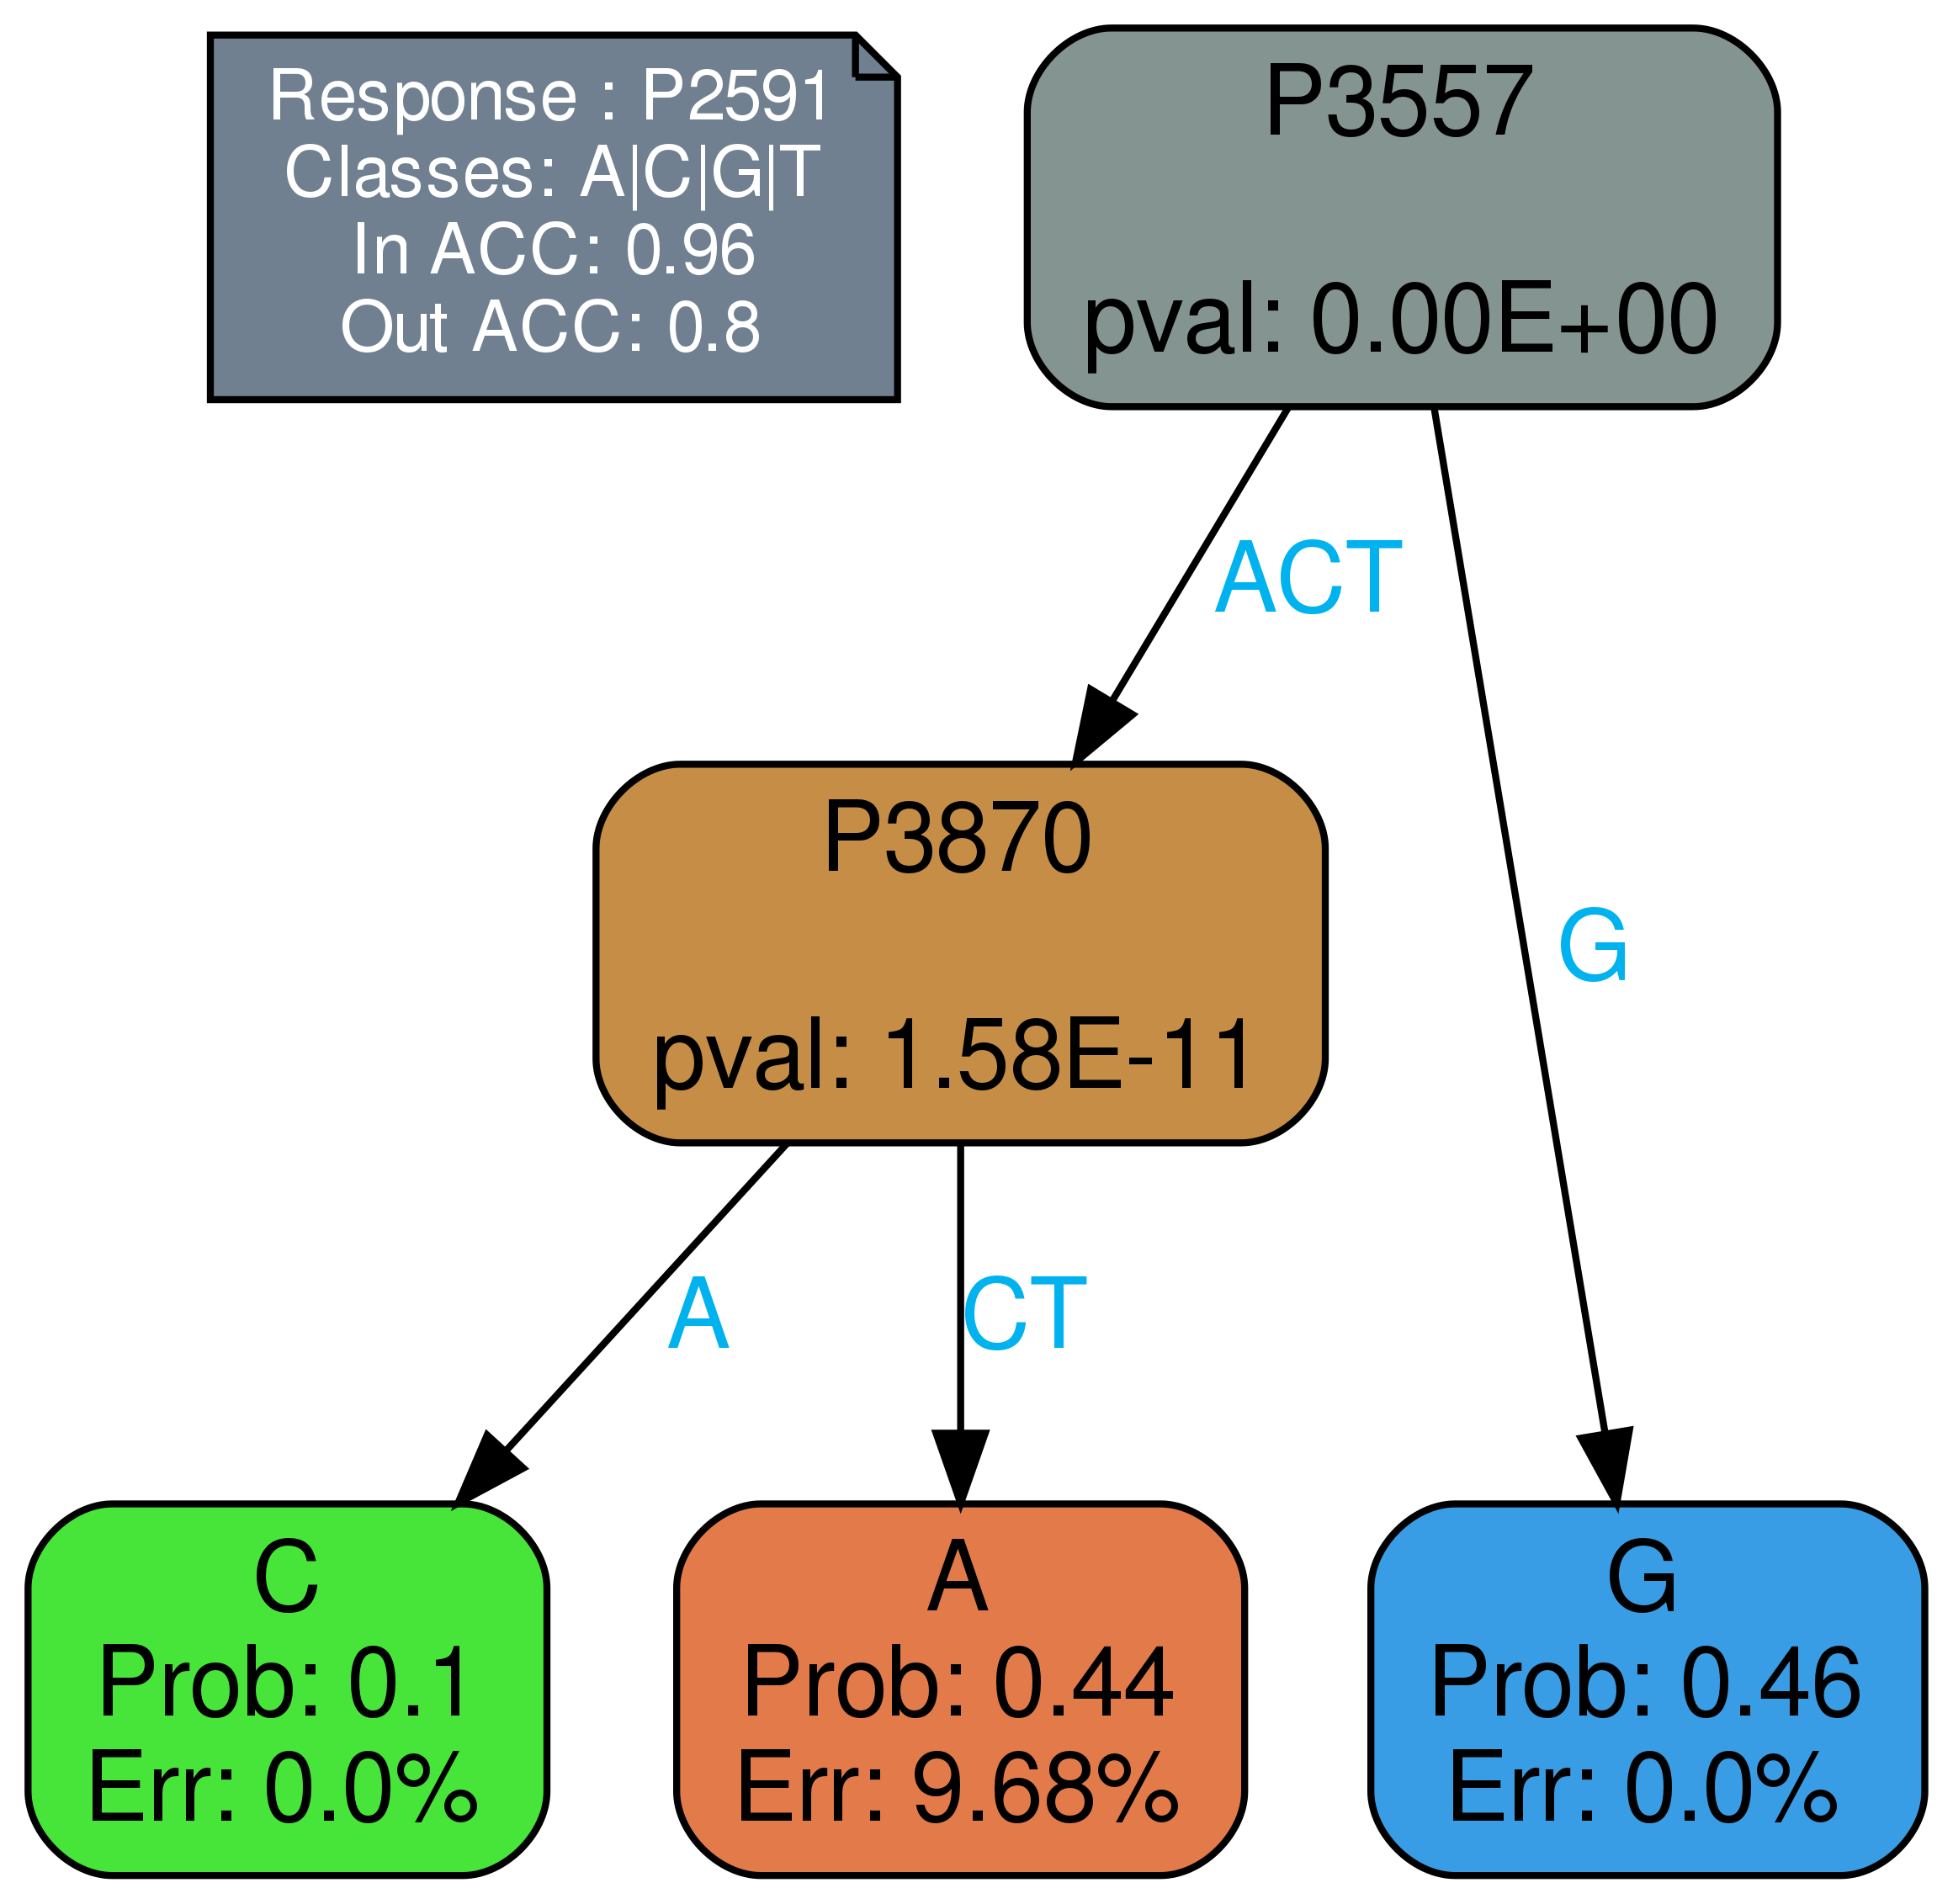 Response : P2591
Classes: A|C|G|T
In ACC: 0.96
Out ACC: 0.8
P3557
pval: 0.00E+00
ACT
P3870
pval: 1.58E-11
G
A
CT
C
Prob: 0.1
Err: 0.0%
A
Prob: 0.44
Err: 9.68%
G
Prob: 0.46
Err: 0.0%